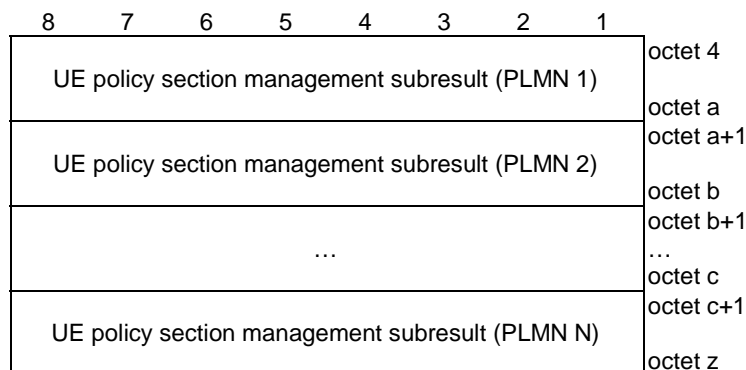 8 7 6 5 4 3 2 1
octet 4
UE policy section management subresult (PLMN 1)
octet a
octet a+1
UE policy section management subresult (PLMN 2)
octet b
octet b+1
… …
octet c
octet c+1
UE policy section management subresult (PLMN N)
octet z